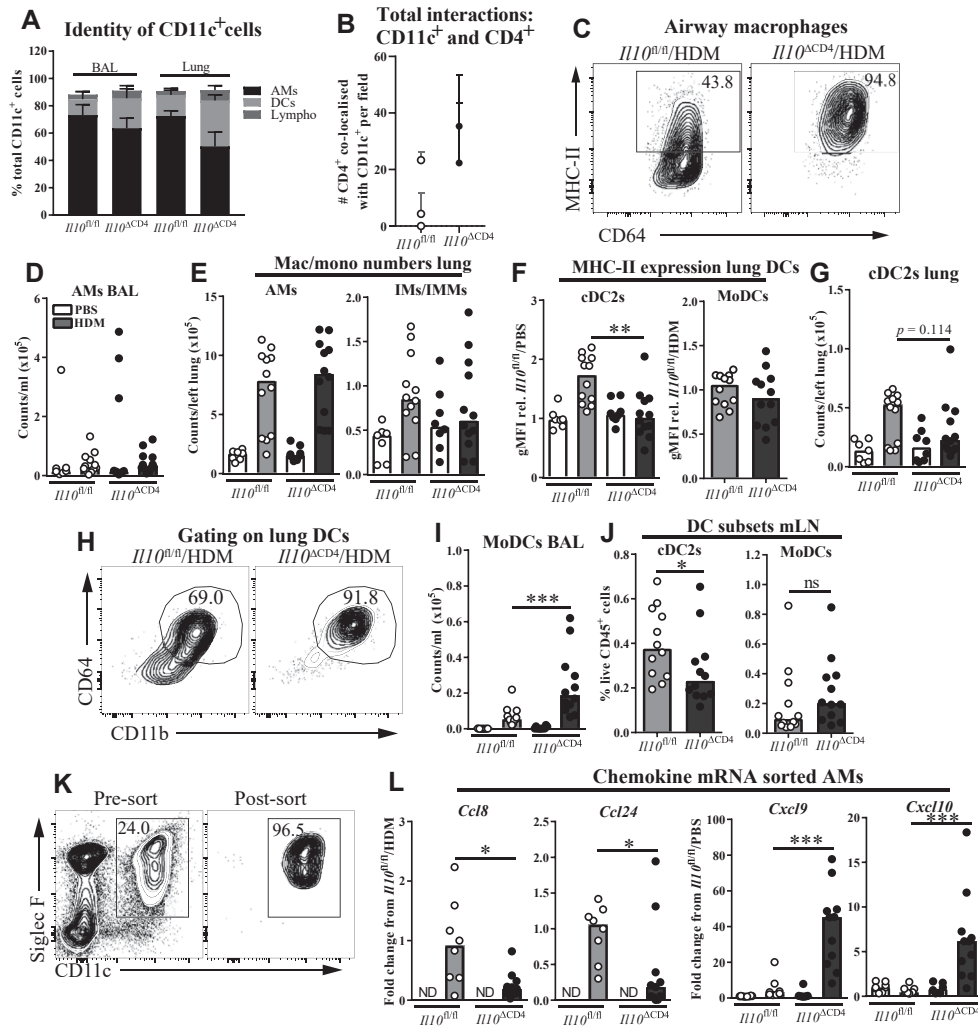 A
Identity of CD11c+cells
BAL
Lung
% total CD11c+ cells
120
100
80
60
40
20
0
Il10fl/fl
Il10ΔCD4
Il10fl/fl
Il10ΔCD4
AMs
DCs
Lympho
B
Total interactions:
CD11c+ and CD4+
# CD4+ co-localised
with CD11c+ per field
60
40
20
0
Il10fl/fl
Il10ΔCD4
C
Airway macrophages
Il10fl/fl/HDM
Il10ΔCD4/HDM
43.8
94.8
MHC-II
CD64
D
AMs BAL
PBS
HDM
Counts/ml (x10⁵)
6
4
2
0
Il10fl/fl
Il10ΔCD4
E
Mac/mono numbers lung
AMs
IMs/IMMs
Counts/left lung (x10⁵)
15
10
5
0
2.0
1.5
1.0
0.5
0.0
Il10fl/fl
Il10ΔCD4
Il10fl/fl
Il10ΔCD4
F
MHC-II expression lung DCs
cDC2s
MoDCs
**
gMFI rel. Il10fl/fl/PBS
3
2
1
0
gMFI rel. Il10fl/fl/HDM
2.0
1.5
1.0
0.5
0.0
Il10fl/fl
Il10ΔCD4
Il10fl/fl
Il10ΔCD4
G
cDC2s lung
p = 0.114
Counts/left lung (x10⁵)
1.5
1.0
0.5
0.0
Il10fl/fl
Il10ΔCD4
H
Gating on lung DCs
Il10fl/fl/HDM
Il10ΔCD4/HDM
69.0
91.8
CD64
CD11b
I
MoDCs BAL
***
Counts/ml (x10⁵)
1.0
0.8
0.6
0.4
0.2
0.0
Il10fl/fl
Il10ΔCD4
J
DC subsets mLN
cDC2s
MoDCs
*
ns
% live CD45+ cells
0.8
0.6
0.4
0.2
0.0
1.2
1.0
0.8
0.6
0.4
0.2
0.0
Il10fl/fl
Il10ΔCD4
Il10fl/fl
Il10ΔCD4
K
Pre-sort
Post-sort
24.0
96.5
Siglec F
CD11c
L
Chemokine mRNA sorted AMs
Ccl8
Ccl24
Cxcl9
Cxcl10
*
*
***
***
Fold change from Il10fl/fl/HDM
3
2
1
0
ND
ND
2.5
2.0
1.5
1.0
0.5
0.0
ND
ND
Fold change from Il10fl/fl/PBS
100
80
60
40
20
0
20
15
10
5
0
Il10fl/fl
Il10ΔCD4
Il10fl/fl
Il10ΔCD4
Il10fl/fl
Il10ΔCD4
Il10fl/fl
Il10ΔCD4